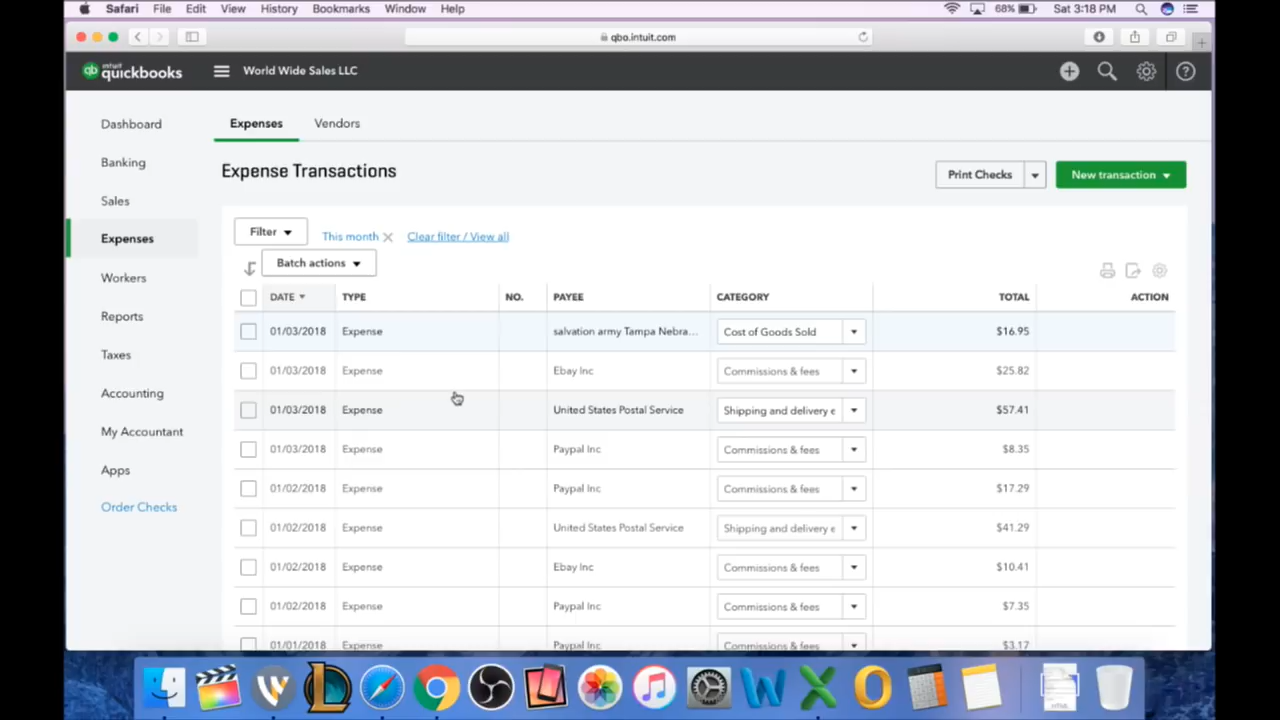 Safari File Edit View History Bookmarks Window Help 68% Sat 3:18 PM
qbo.intuit.com
qb intuit quickbooks World Wide Sales LLC
Dashboard
Banking
Sales
Expenses
Workers
Reports
Taxes
Accounting
My Accountant
Apps
Order Checks
Expenses Vendors
Expense Transactions
Print Checks New transaction
Filter This month Clear filter / View all
Batch actions
DATE TYPE NO. PAYEE CATEGORY TOTAL ACTION
01/03/2018 Expense salvation army Tampa Nebra... Cost of Goods Sold $16.95
01/03/2018 Expense Ebay Inc Commissions & fees $25.82
01/03/2018 Expense United States Postal Service Shipping and delivery e $57.41
01/03/2018 Expense Paypal Inc Commissions & fees $8.35
01/02/2018 Expense Paypal Inc Commissions & fees $17.29
01/02/2018 Expense United States Postal Service Shipping and delivery e $41.29
01/02/2018 Expense Ebay Inc Commissions & fees $10.41
01/02/2018 Expense Paypal Inc Commissions & fees $7.35
01/01/2018 Expense Paypal Inc Commissions & fees $3.17
HTML